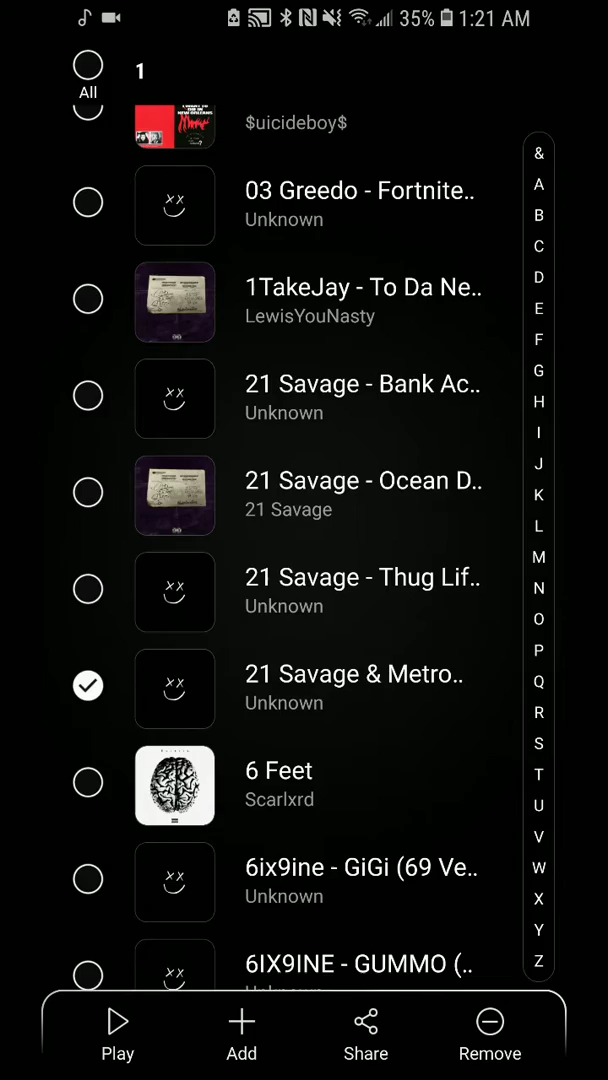 35% 1:21 AM
1
All
$uicideboy$
03 Greedo - Fortnite..
Unknown
1TakeJay - To Da Ne..
LewisYouNasty
21 Savage - Bank Ac..
Unknown
21 Savage - Ocean D..
21 Savage
21 Savage - Thug Lif..
Unknown
21 Savage & Metro..
Unknown
6 Feet
Scarlxrd
6ix9ine - GiGi (69 Ve..
Unknown
6IX9INE - GUMMO (..
&
A
B
C
D
E
F
G
H
I
J
K
L
M
N
O
P
Q
R
S
T
U
V
W
X
Y
Z
Play
Add
Share
Remove